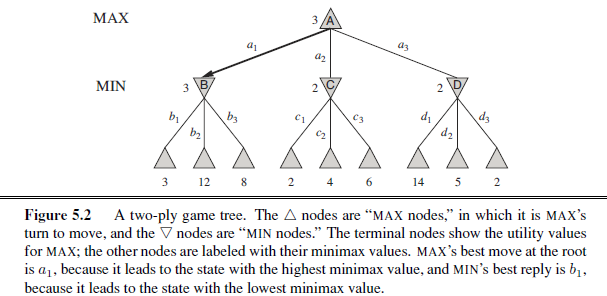 MAX 3 A
a1 a2 a3
MIN 3 B 2 C 2 D
b1 b2 b3 c1 c2 c3 d1 d2 d3
3 12 8 2 4 6 14 5 2
Figure 5.2 A two-ply game tree. The △ nodes are “MAX nodes,” in which it is MAX’s
turn to move, and the ▽ nodes are “MIN nodes.” The terminal nodes show the utility values
for MAX; the other nodes are labeled with their minimax values. MAX’s best move at the root
is a1, because it leads to the state with the highest minimax value, and MIN’s best reply is b1,
because it leads to the state with the lowest minimax value.